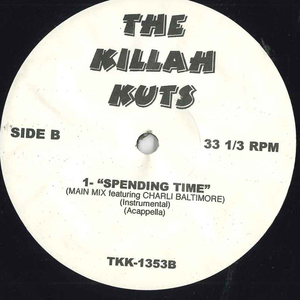 THE
KILLAH
KUTS
SIDE B
33 1/3 RPM
1- “SPENDING TIME”
(MAIN MIX featuring CHARLI BALTIMORE)
(Instrumental)
(Acappella)
TKK-1353B